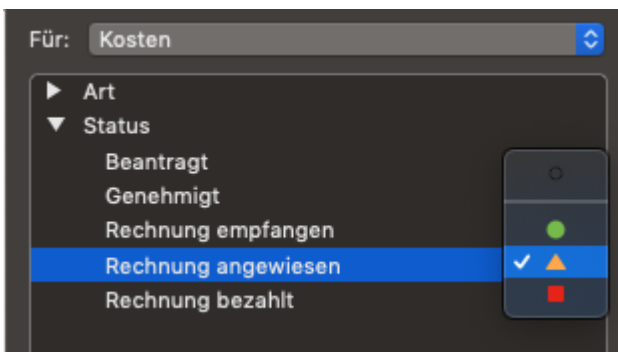 Für: Kosten
Art
Status
Beantragt
Genehmigt
Rechnung empfangen
Rechnung angewiesen
Rechnung bezahlt